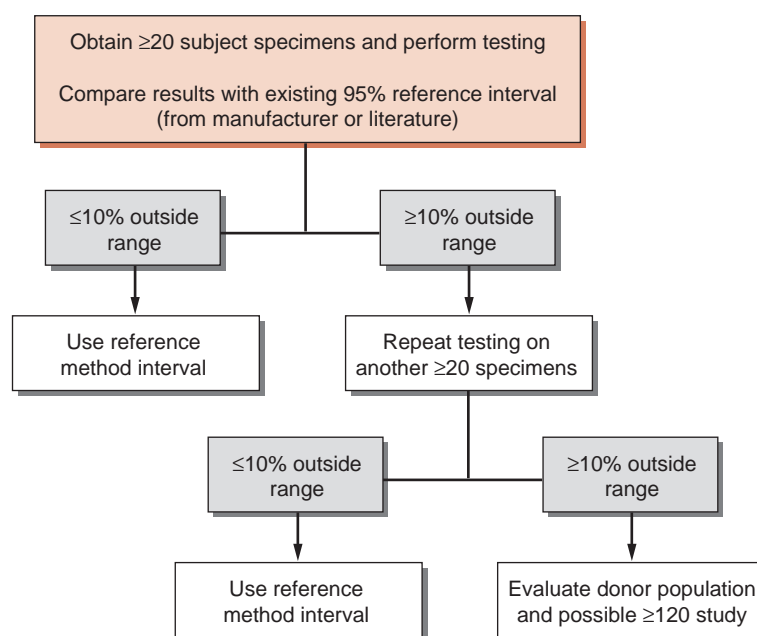 Obtain ≥20 subject specimens and perform testing
Compare results with existing 95% reference interval
(from manufacturer or literature)
≤10% outside
range
≥10% outside
range
Use reference
method interval
Repeat testing on
another ≥20 specimens
≤10% outside
range
≥10% outside
range
Use reference
method interval
Evaluate donor population
and possible ≥120 study